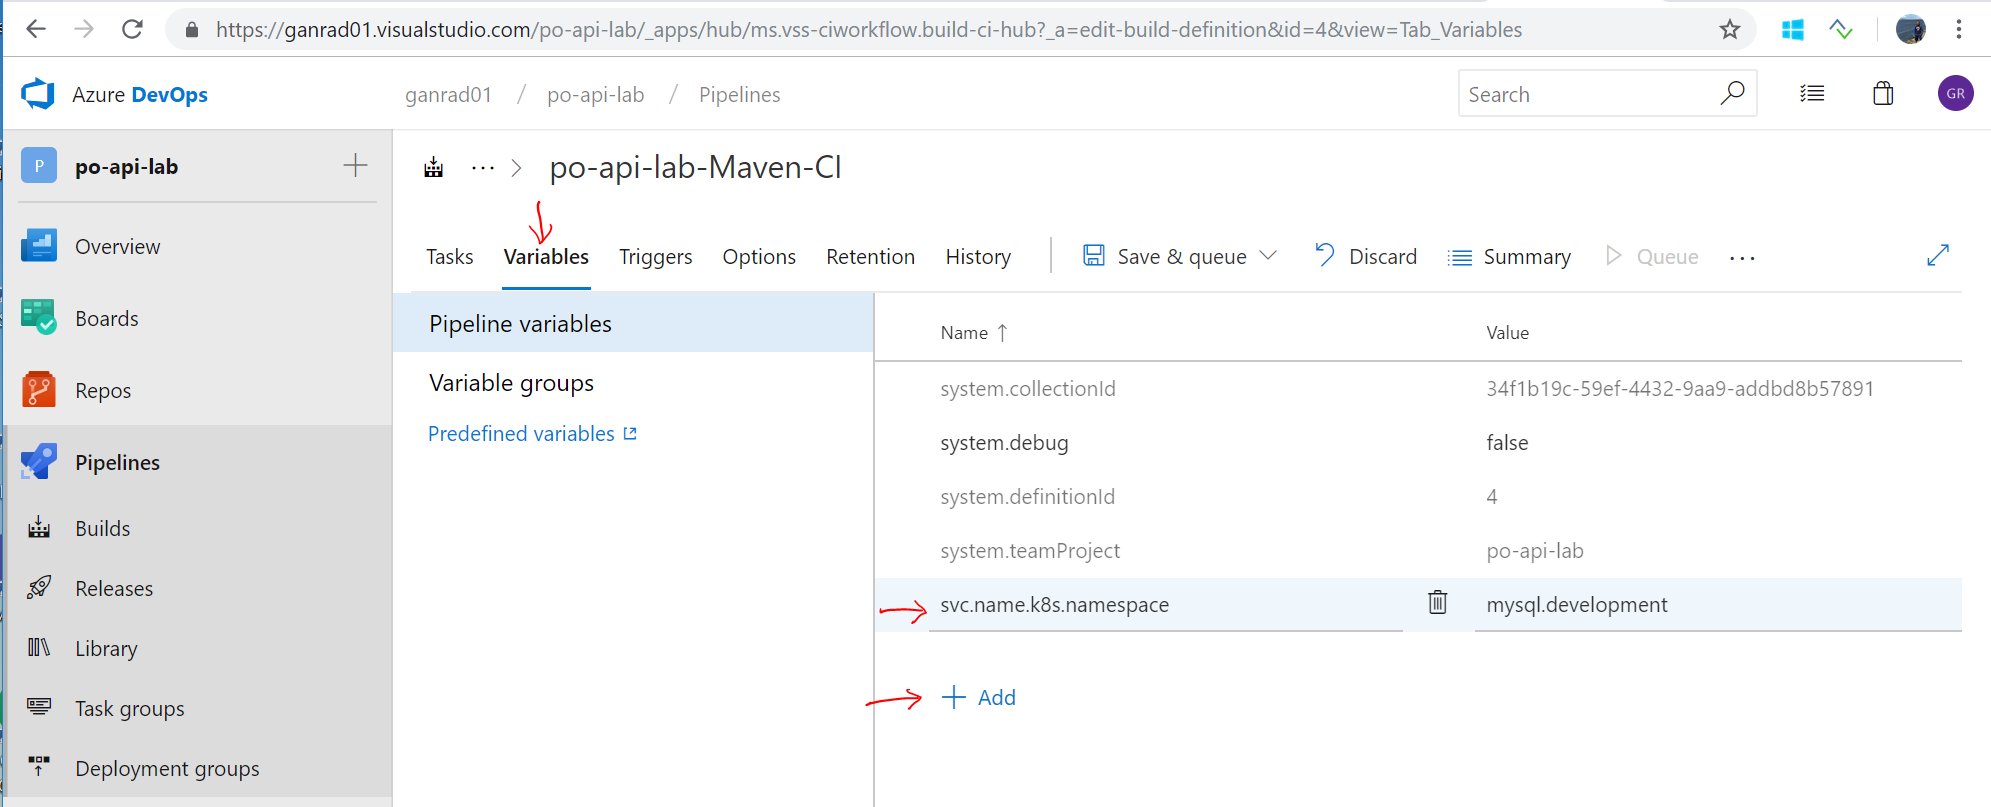 https://ganrad01.visualstudio.com/po-api-lab/_apps/hub/ms.vss-ciworkflow.build-ci-hub?_a=edit-build-definition&id=4&view=Tab_Variables
Azure DevOps
ganrad01 / po-api-lab / Pipelines
Search
GR
P po-api-lab
... > po-api-lab-Maven-CI
Overview
Boards
Repos
Pipelines
Builds
Releases
Library
Task groups
Deployment groups
Tasks Variables Triggers Options Retention History Save & queue Discard Summary Queue ...
Pipeline variables
Variable groups
Predefined variables
Name ↑ Value
system.collectionId 34f1b19c-59ef-4432-9aa9-addbd8b57891
system.debug false
system.definitionId 4
system.teamProject po-api-lab
svc.name.k8s.namespace mysql.development
+ Add